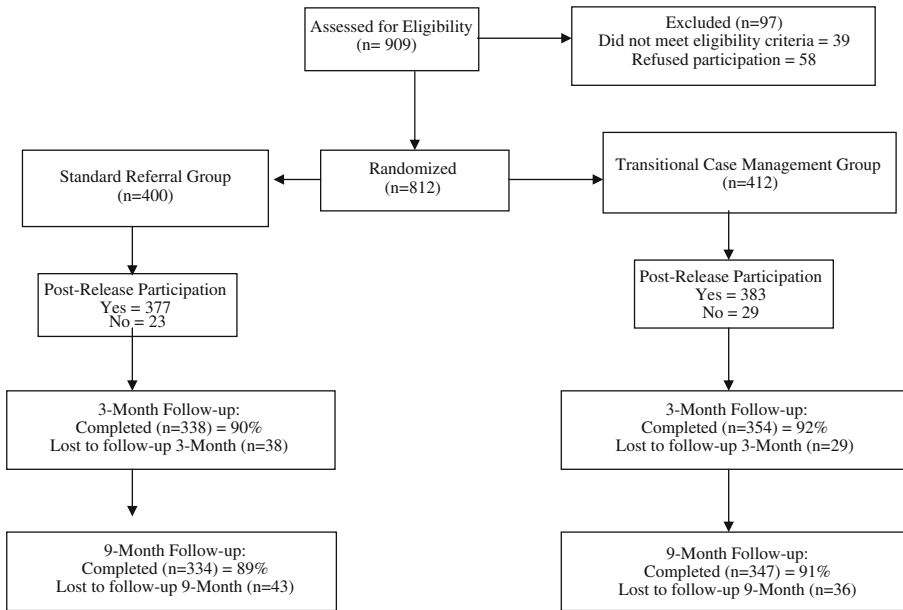 Assessed for Eligibility
(n= 909)
Excluded (n=97)
Did not meet eligibility criteria = 39
Refused participation = 58
Randomized
(n=812)
Standard Referral Group
(n=400)
Transitional Case Management Group
(n=412)
Post-Release Participation
Yes = 377
No = 23
Post-Release Participation
Yes = 383
No = 29
3-Month Follow-up:
Completed (n=338) = 90%
Lost to follow-up 3-Month (n=38)
3-Month Follow-up:
Completed (n=354) = 92%
Lost to follow-up 3-Month (n=29)
9-Month Follow-up:
Completed (n=334) = 89%
Lost to follow-up 9-Month (n=43)
9-Month Follow-up:
Completed (n=347) = 91%
Lost to follow-up 9-Month (n=36)